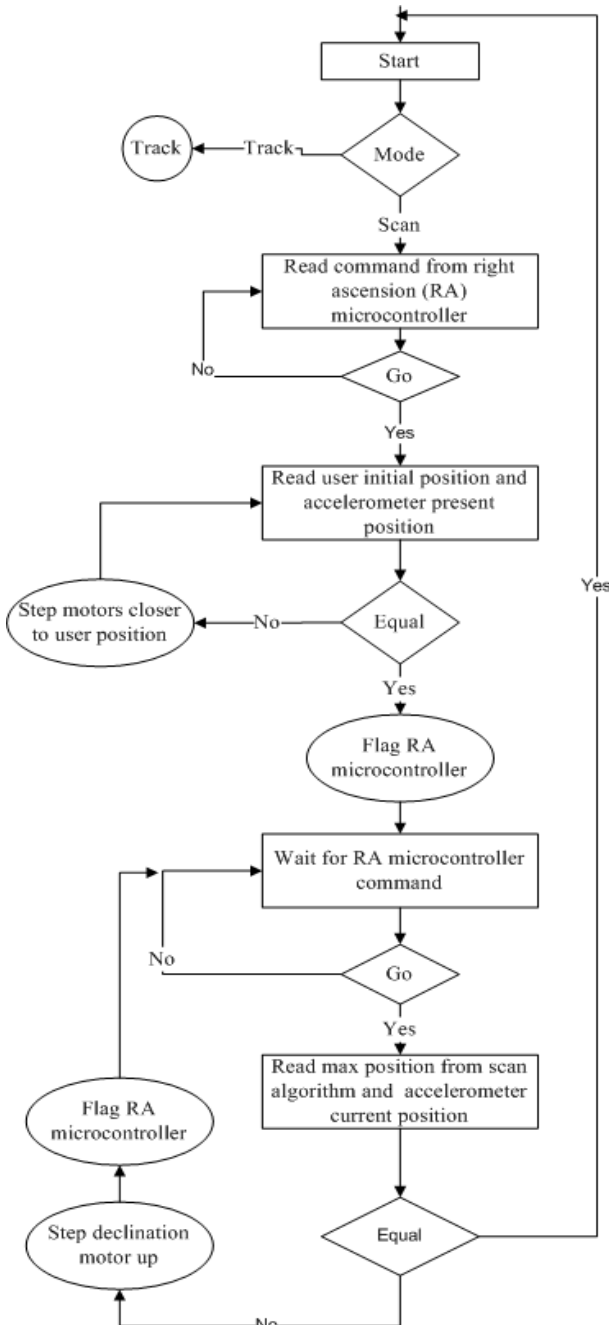 Start
Track
Track
Mode
Scan
Read command from right
ascension (RA)
microcontroller
No
Go
Yes
Read user initial position and
accelerometer present
position
Yes
Step motors closer
to user position
No
Equal
Yes
Flag RA
microcontroller
Wait for RA microcontroller
command
No
Go
Yes
Read max position from scan
algorithm and accelerometer
current position
Flag RA
microcontroller
Step declination
motor up
Equal
No